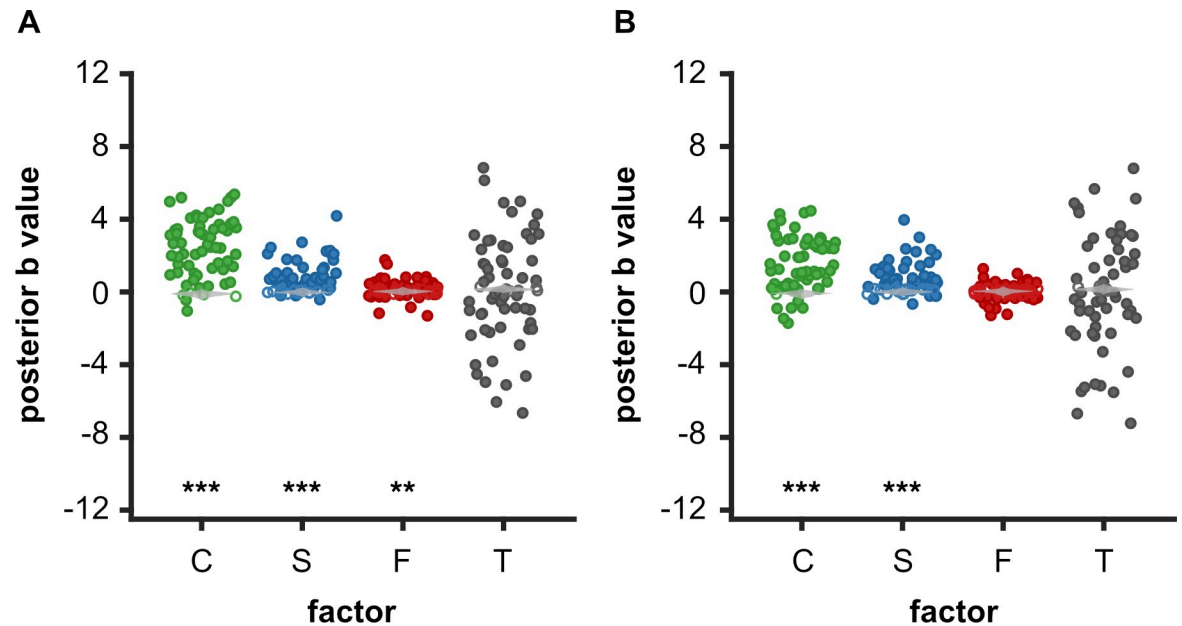 A
posterior b value
12
8
4
0
-4
-8
-12
*** *** **
C S F T
factor
B
posterior b value
12
8
4
0
-4
-8
-12
*** ***
C S F T
factor